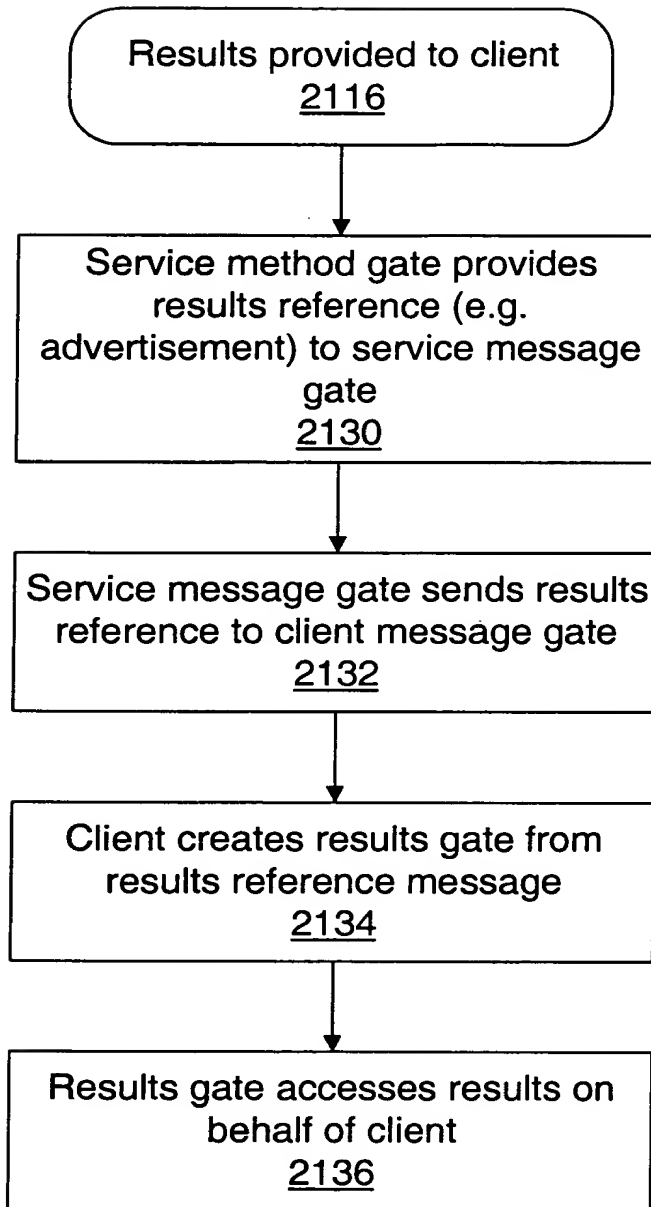 Results provided to client
2116
Service method gate provides
results reference (e.g.
advertisement) to service message
gate
2130
Service message gate sends results
reference to client message gate
2132
Client creates results gate from
results reference message
2134
Results gate accesses results on
behalf of client
2136